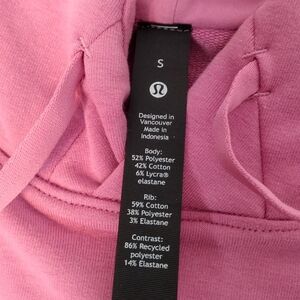 S
Designed in
Vancouver
Made in
Indonesia
Body:
52% Polyester
42% Cotton
6% Lycra®
elastane
Rib:
59% Cotton
38% Polyester
3% Elastane
Contrast:
86% Recycled
polyester
14% Elastane